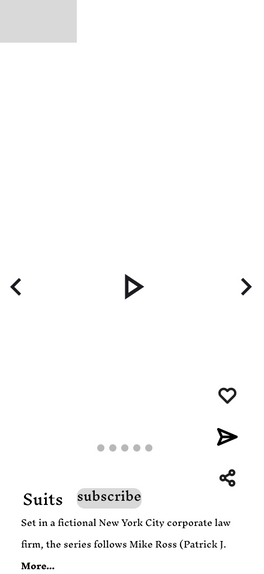 Suits subscribe
Set in a fictional New York City corporate law
firm, the series follows Mike Ross (Patrick J.
More...